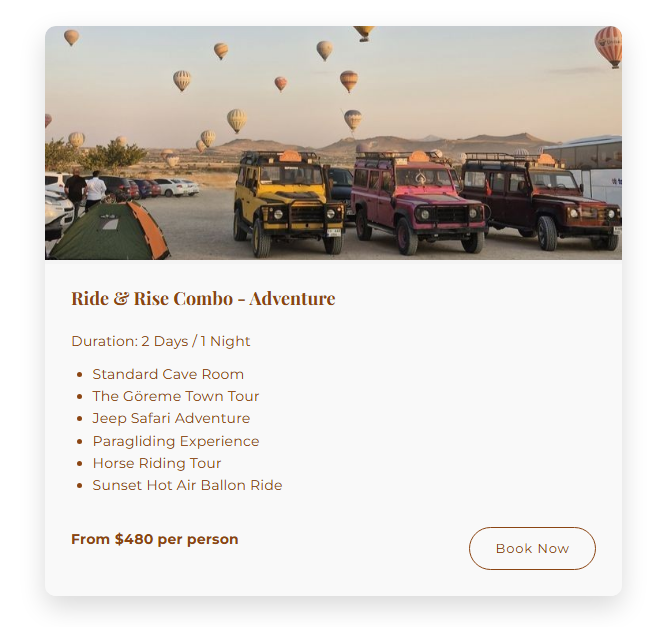 Ride & Rise Combo - Adventure
Duration: 2 Days / 1 Night
Standard Cave Room
The Göreme Town Tour
Jeep Safari Adventure
Paragliding Experience
Horse Riding Tour
Sunset Hot Air Ballon Ride
From $480 per person
Book Now